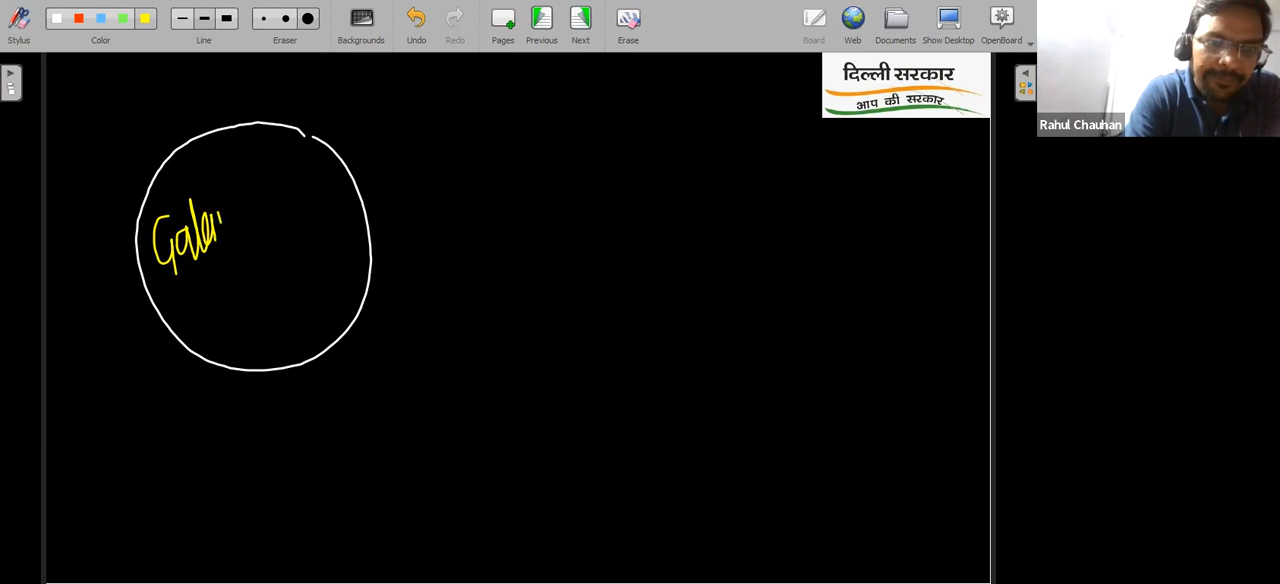 Stylus
Color
Line
Eraser
Backgrounds
Undo
Redo
Pages
Previous
Next
Erase
Board
Web
Documents
Show Desktop
OpenBoard
दिल्ली सरकार
आप की सरकार
Rahul Chauhan